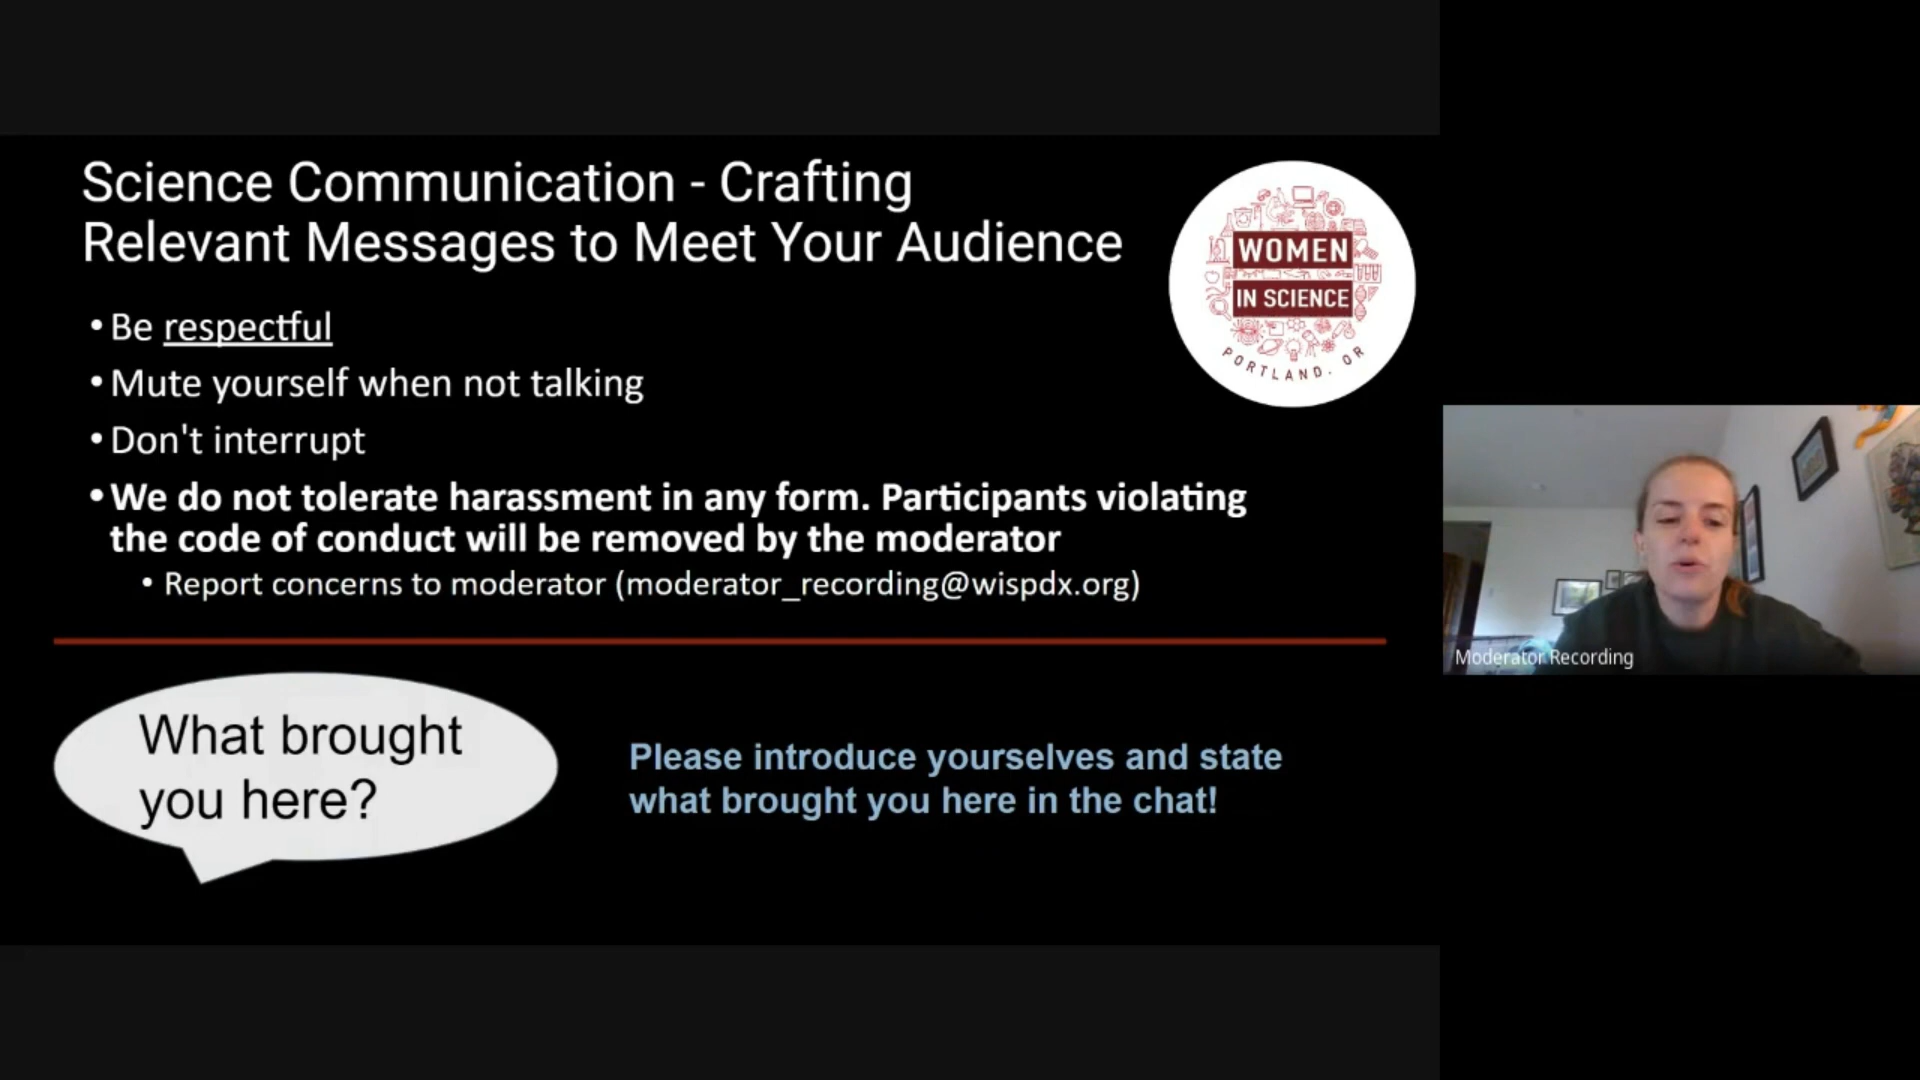 Science Communication - Crafting
Relevant Messages to Meet Your Audience
WOMEN
IN SCIENCE
PORTLAND, OR
• Be respectful
• Mute yourself when not talking
• Don't interrupt
• We do not tolerate harassment in any form. Participants violating
the code of conduct will be removed by the moderator
• Report concerns to moderator (moderator_recording@wispdx.org)
Moderator Recording
What brought
you here?
Please introduce yourselves and state
what brought you here in the chat!